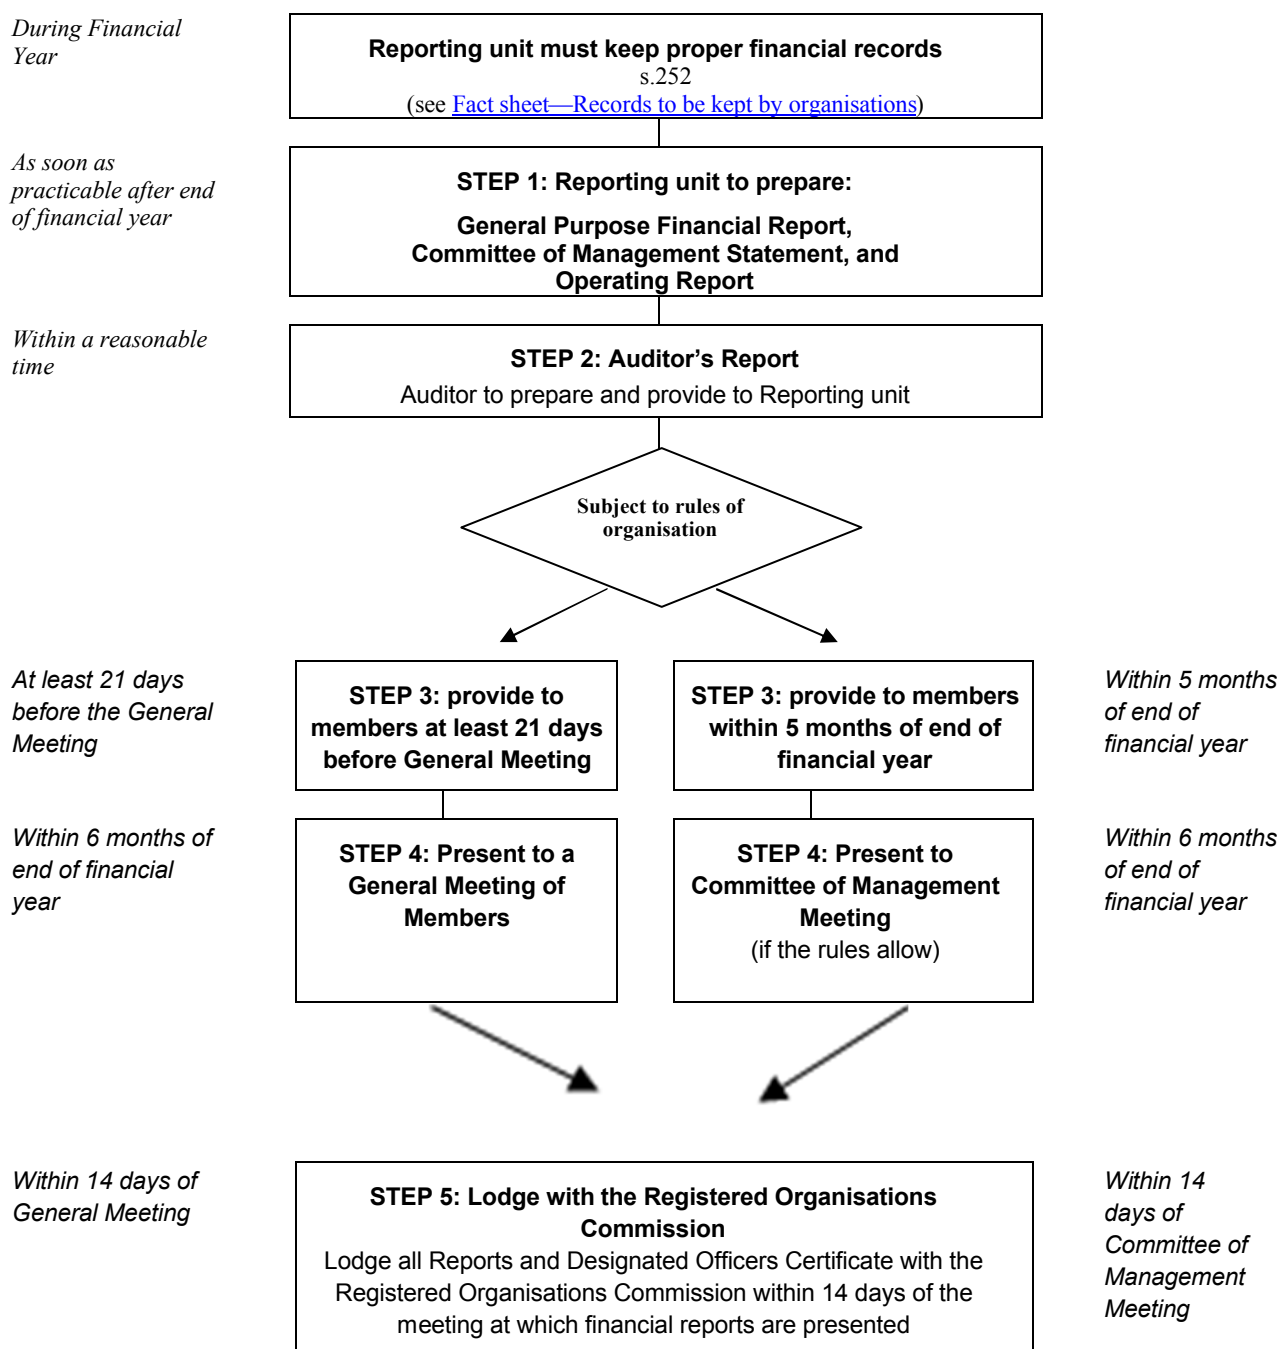 During Financial
Year
Reporting unit must keep proper financial records
s.252
(see Fact sheet—Records to be kept by organisations)
As soon as
practicable after end
of financial year
STEP 1: Reporting unit to prepare:
General Purpose Financial Report,
Committee of Management Statement, and
Operating Report
Within a reasonable
time
STEP 2: Auditor’s Report
Auditor to prepare and provide to Reporting unit
Subject to rules of
organisation
At least 21 days
before the General
Meeting
STEP 3: provide to
members at least 21 days
before General Meeting
STEP 3: provide to members
within 5 months of end of
financial year
Within 5 months
of end of
financial year
Within 6 months of
end of financial
year
STEP 4: Present to a
General Meeting of
Members
STEP 4: Present to
Committee of Management
Meeting
(if the rules allow)
Within 6 months
of end of
financial year
Within 14 days of
General Meeting
STEP 5: Lodge with the Registered Organisations
Commission
Lodge all Reports and Designated Officers Certificate with the
Registered Organisations Commission within 14 days of the
meeting at which financial reports are presented
Within 14
days of
Committee of
Management
Meeting